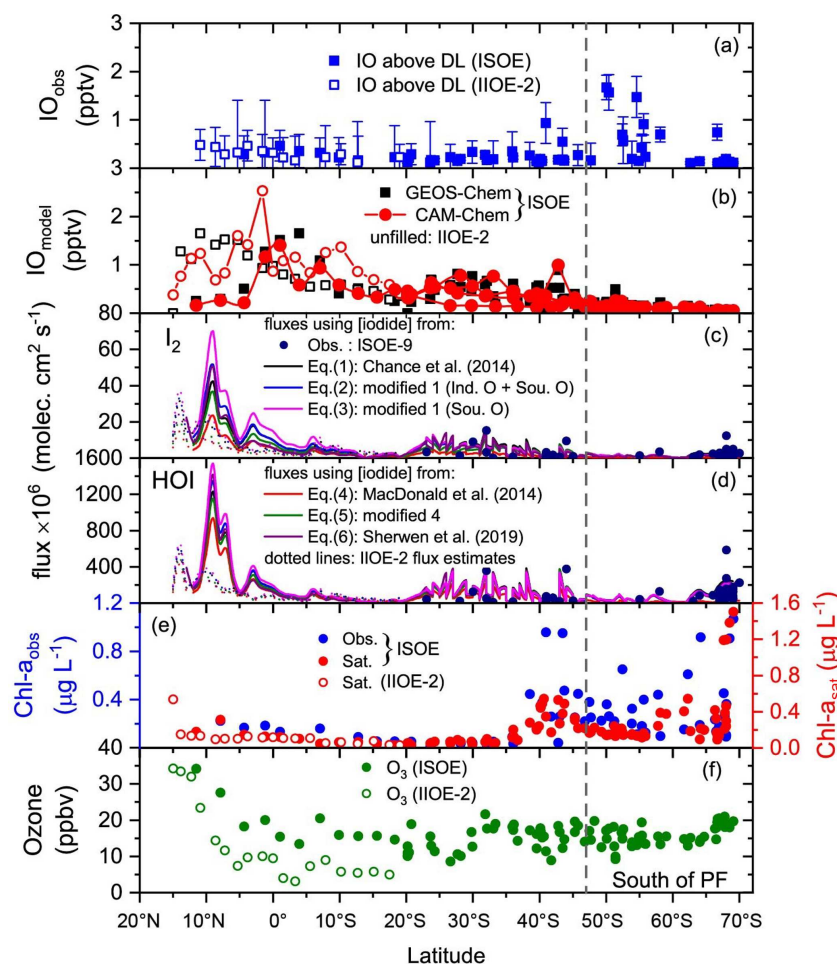 3
(a)
IO above DL (ISOE)
IO above DL (IIOE-2)
2
1
IO_obs
(pptv)
3
(b)
GEOS-Chem
CAM-Chem
} ISOE
unfilled: IIOE-2
2
1
IO_model
(pptv)
80
I₂
(c)
fluxes using [iodide] from:
Obs. : ISOE-9
Eq.(1): Chance et al. (2014)
Eq.(2): modified 1 (Ind. O + Sou. O)
Eq.(3): modified 1 (Sou. O)
60
40
20
flux ×10⁶ (molec. cm² s⁻¹)
1600
HOI
(d)
fluxes using [iodide] from:
Eq.(4): MacDonald et al. (2014)
Eq.(5): modified 4
Eq.(6): Sherwen et al. (2019)
dotted lines: IIOE-2 flux estimates
1200
800
400
1.2
1.6
(e)
Obs.
Sat.
} ISOE
Sat. (IIOE-2)
0.8
0.4
1.2
0.8
0.4
0.0
Chl-a_obs
(µg L⁻¹)
Chl-a_sat (µg L⁻¹)
40
(f)
O₃ (ISOE)
O₃ (IIOE-2)
30
20
10
0
Ozone
(ppbv)
South of PF
20°N 10°N 0° 10°S 20°S 30°S 40°S 50°S 60°S 70°S
Latitude